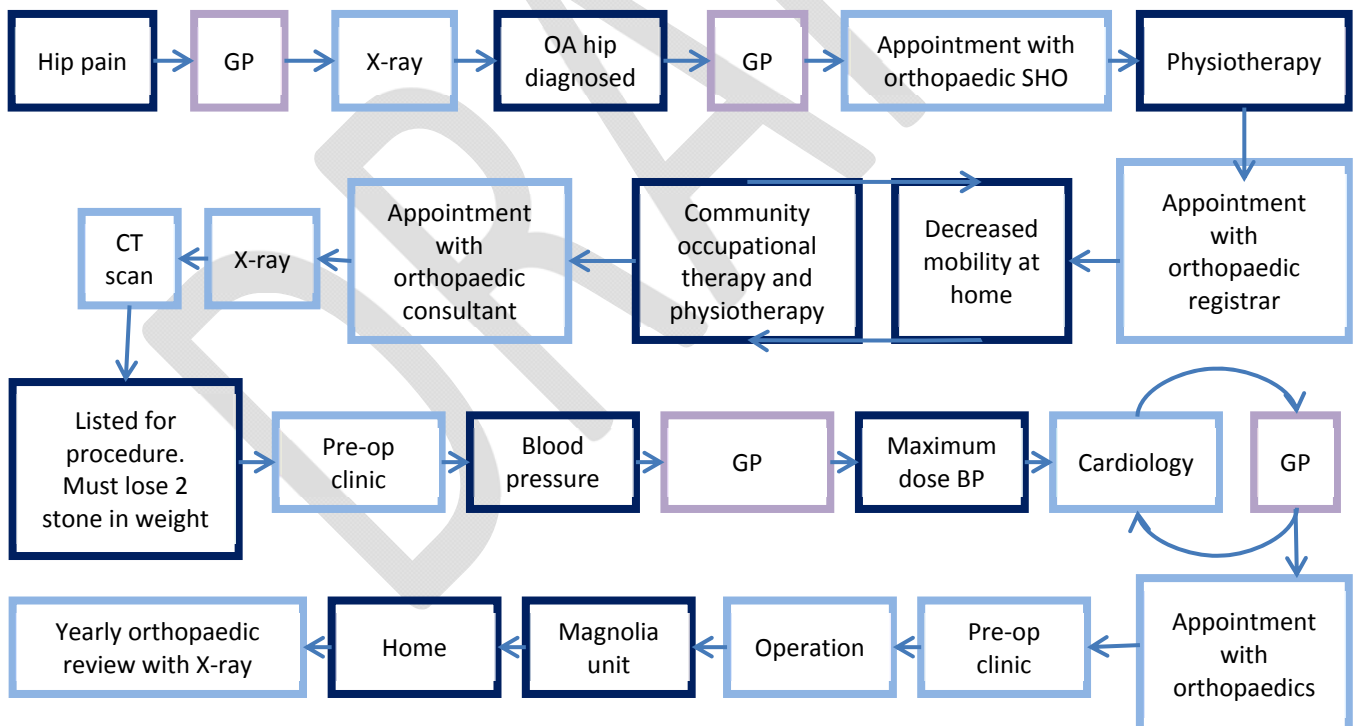 Hip pain
GP
X-ray
OA hip
diagnosed
GP
Appointment with
orthopaedic SHO
Physiotherapy
Appointment
with
orthopaedic
registrar
Decreased
mobility at
home
Community
occupational
therapy and
physiotherapy
Appointment
with
orthopaedic
consultant
X-ray
CT
scan
Listed for
procedure.
Must lose 2
stone in weight
Pre-op
clinic
Blood
pressure
GP
Maximum
dose BP
Cardiology
GP
Appointment
with
orthopaedics
Pre-op
clinic
Operation
Magnolia
unit
Home
Yearly orthopaedic
review with X-ray
DRA